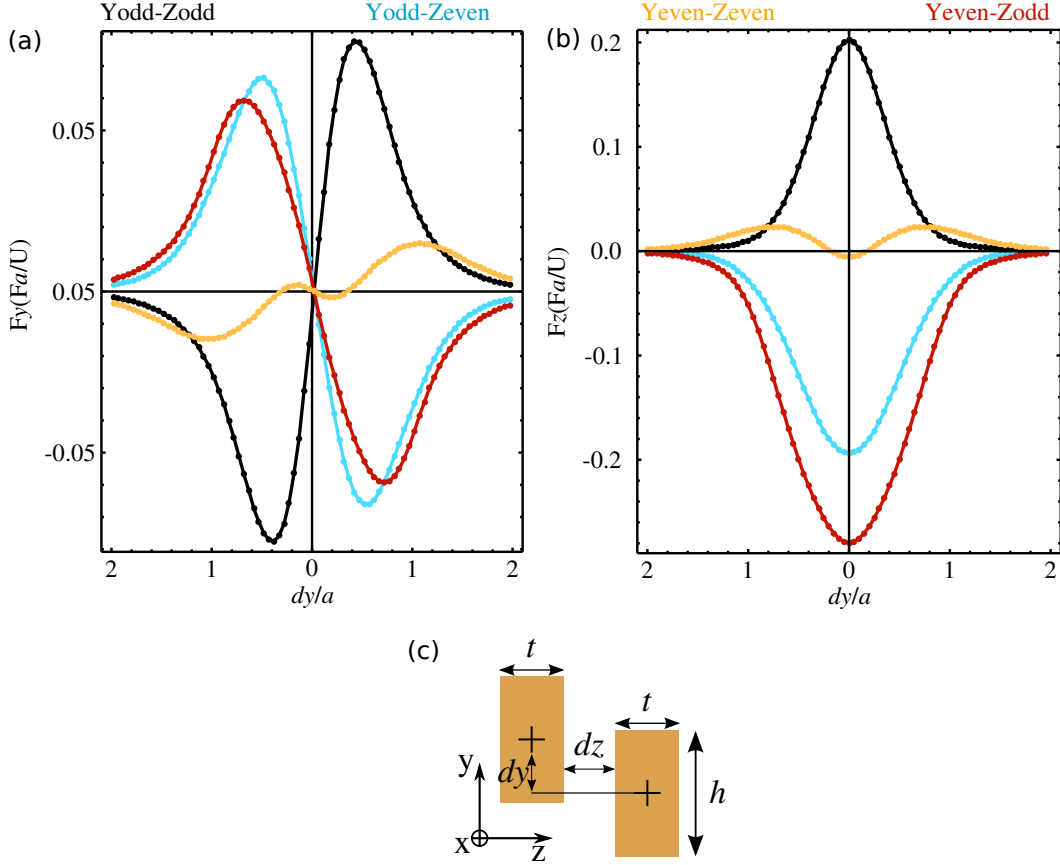 Yodd-Zodd Yodd-Zeven Yeven-Zeven Yeven-Zodd
(a) (b)
0.05
0.05
-0.05
Fy(Fa/U)
2 1 0 1 2
dy/a
0.2
0.1
0.0
-0.1
-0.2
Fz(Fa/U)
2 1 0 1 2
dy/a
(c)
t
t
dz
dy
h
y
x
z